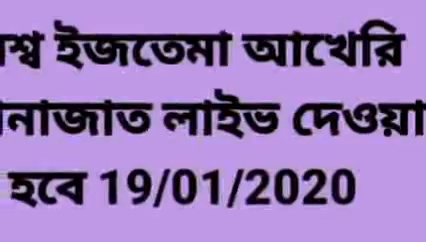 শ্ব ইজতেমা আখেরি
নাজাত লাইভ দেওয়া
হবে 19/01/2020